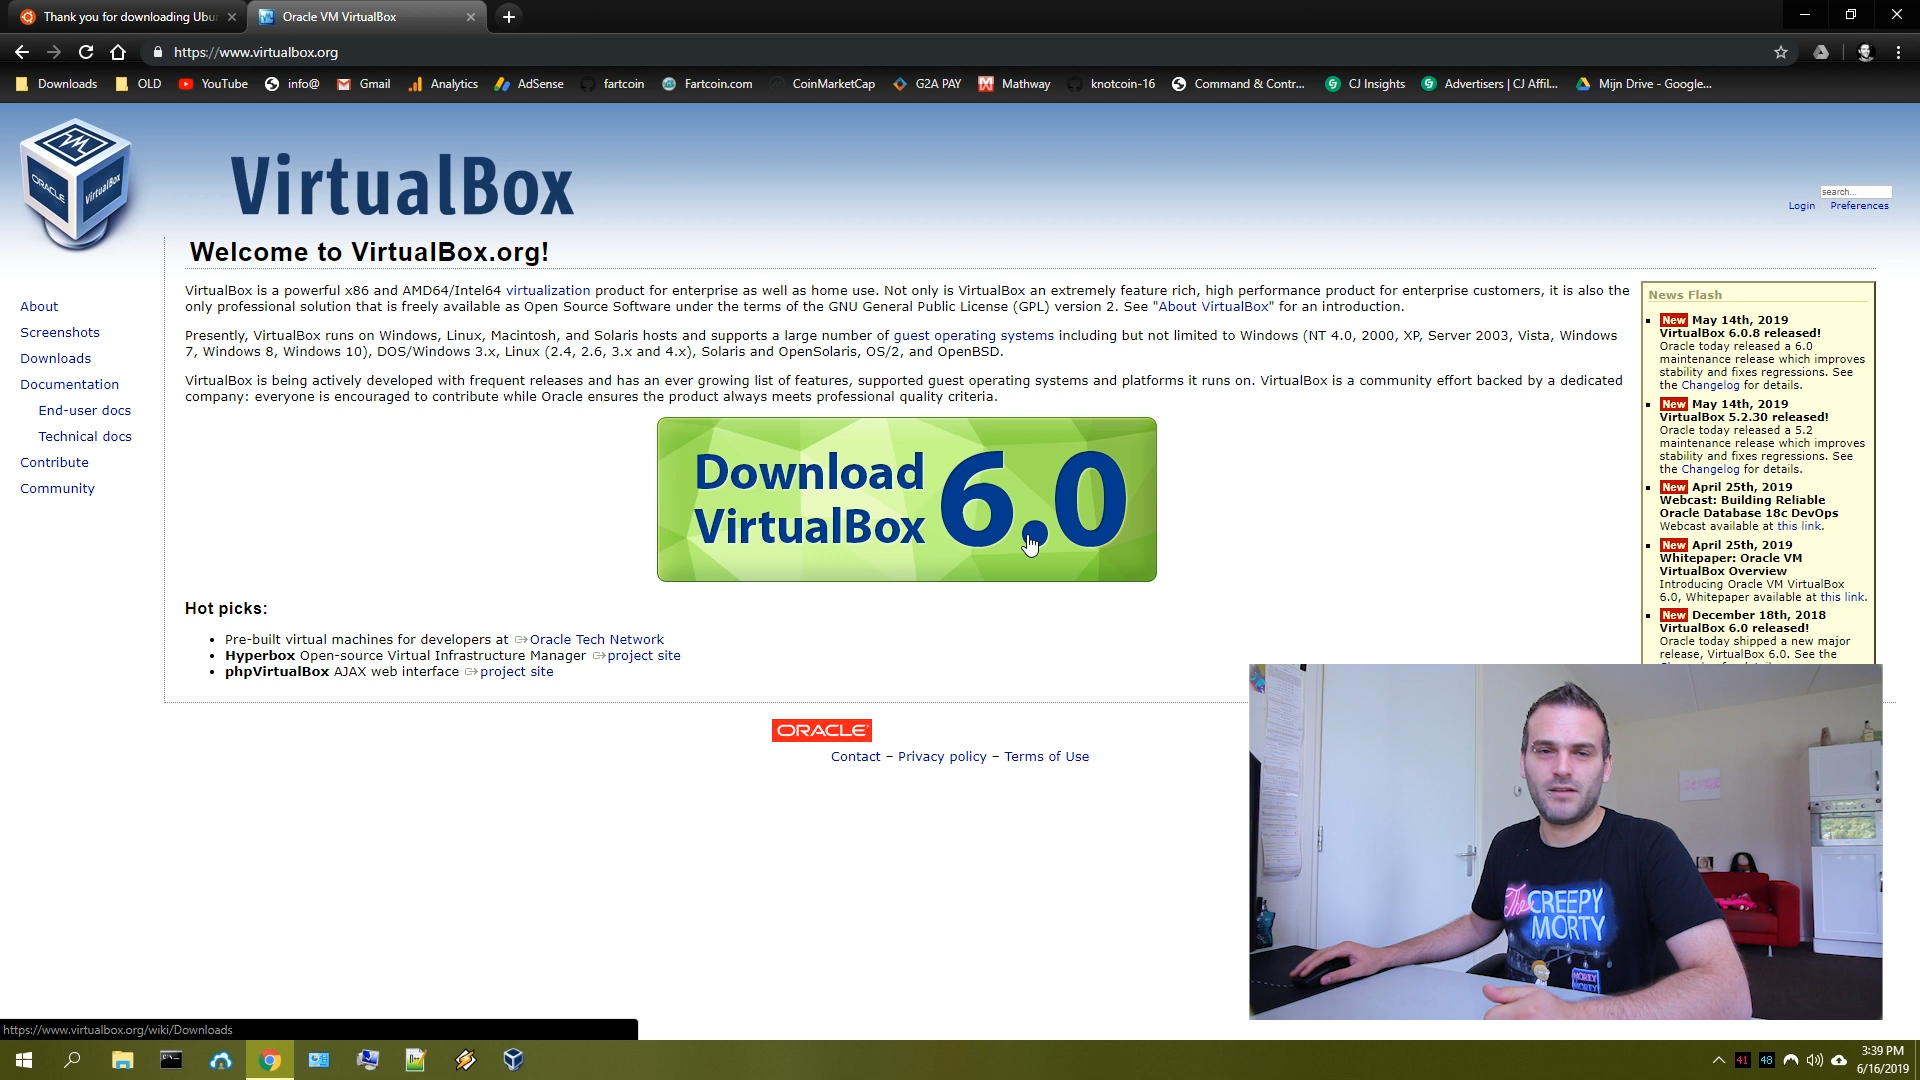 Thank you for downloading Ubu
Oracle VM VirtualBox
https://www.virtualbox.org
Downloads
OLD
YouTube
info@
Gmail
Analytics
AdSense
fartcoin
Fartcoin.com
CoinMarketCap
G2A PAY
Mathway
knotcoin-16
Command & Contr...
CJ Insights
Advertisers | CJ Affil...
Mijn Drive - Google...
ORACLE
VirtualBox
VirtualBox
search...
Login Preferences
Welcome to VirtualBox.org!
About
Screenshots
Downloads
Documentation
End-user docs
Technical docs
Contribute
Community
VirtualBox is a powerful x86 and AMD64/Intel64 virtualization product for enterprise as well as home use. Not only is VirtualBox an extremely feature rich, high performance product for enterprise customers, it is also the
only professional solution that is freely available as Open Source Software under the terms of the GNU General Public License (GPL) version 2. See "About VirtualBox" for an introduction.
Presently, VirtualBox runs on Windows, Linux, Macintosh, and Solaris hosts and supports a large number of guest operating systems including but not limited to Windows (NT 4.0, 2000, XP, Server 2003, Vista, Windows
7, Windows 8, Windows 10), DOS/Windows 3.x, Linux (2.4, 2.6, 3.x and 4.x), Solaris and OpenSolaris, OS/2, and OpenBSD.
VirtualBox is being actively developed with frequent releases and has an ever growing list of features, supported guest operating systems and platforms it runs on. VirtualBox is a community effort backed by a dedicated
company: everyone is encouraged to contribute while Oracle ensures the product always meets professional quality criteria.
Download
VirtualBox 6.0
Hot picks:
Pre-built virtual machines for developers at Oracle Tech Network
Hyperbox Open-source Virtual Infrastructure Manager project site
phpVirtualBox AJAX web interface project site
News Flash
New May 14th, 2019
VirtualBox 6.0.8 released!
Oracle today released a 6.0
maintenance release which improves
stability and fixes regressions. See
the Changelog for details.
New May 14th, 2019
VirtualBox 5.2.30 released!
Oracle today released a 5.2
maintenance release which improves
stability and fixes regressions. See
the Changelog for details.
New April 25th, 2019
Webcast: Building Reliable
Oracle Database 18c DevOps
Webcast available at this link.
New April 25th, 2019
Whitepaper: Oracle VM
VirtualBox Overview
Introducing Oracle VM VirtualBox
6.0, Whitepaper available at this link.
New December 18th, 2018
VirtualBox 6.0 released!
Oracle today shipped a new major
release, VirtualBox 6.0. See the
ORACLE
Contact – Privacy policy – Terms of Use
The CREEPY
MORTY
https://www.virtualbox.org/wiki/Downloads
41
48
3:39 PM
6/16/2019